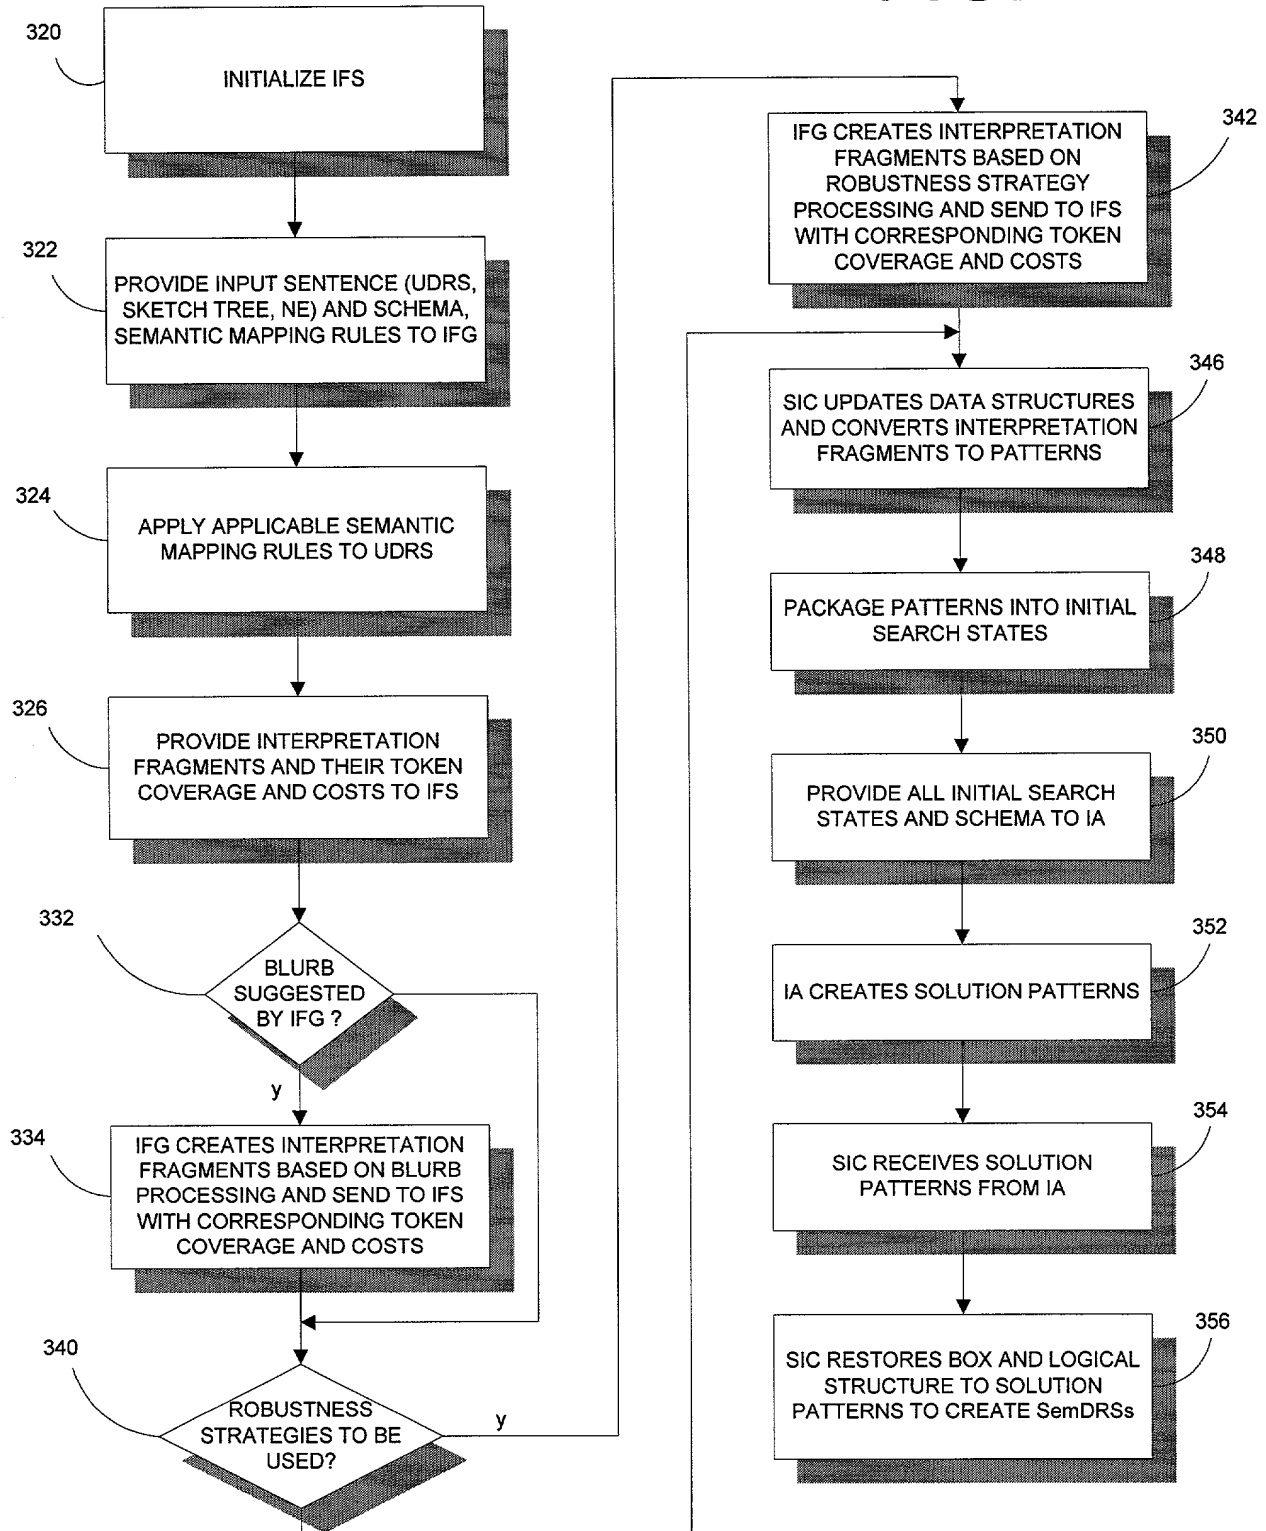 320
INITIALIZE IFS
322
PROVIDE INPUT SENTENCE (UDRS,
SKETCH TREE, NE) AND SCHEMA,
SEMANTIC MAPPING RULES TO IFG
324
APPLY APPLICABLE SEMANTIC
MAPPING RULES TO UDRS
326
PROVIDE INTERPRETATION
FRAGMENTS AND THEIR TOKEN
COVERAGE AND COSTS TO IFS
332
BLURB
SUGGESTED
BY IFG ?
y
334
IFG CREATES INTERPRETATION
FRAGMENTS BASED ON BLURB
PROCESSING AND SEND TO IFS
WITH CORRESPONDING TOKEN
COVERAGE AND COSTS
340
ROBUSTNESS
STRATEGIES TO BE
USED?
y
342
IFG CREATES INTERPRETATION
FRAGMENTS BASED ON
ROBUSTNESS STRATEGY
PROCESSING AND SEND TO IFS
WITH CORRESPONDING TOKEN
COVERAGE AND COSTS
346
SIC UPDATES DATA STRUCTURES
AND CONVERTS INTERPRETATION
FRAGMENTS TO PATTERNS
348
PACKAGE PATTERNS INTO INITIAL
SEARCH STATES
350
PROVIDE ALL INITIAL SEARCH
STATES AND SCHEMA TO IA
352
IA CREATES SOLUTION PATTERNS
354
SIC RECEIVES SOLUTION
PATTERNS FROM IA
356
SIC RESTORES BOX AND LOGICAL
STRUCTURE TO SOLUTION
PATTERNS TO CREATE SemDRSs